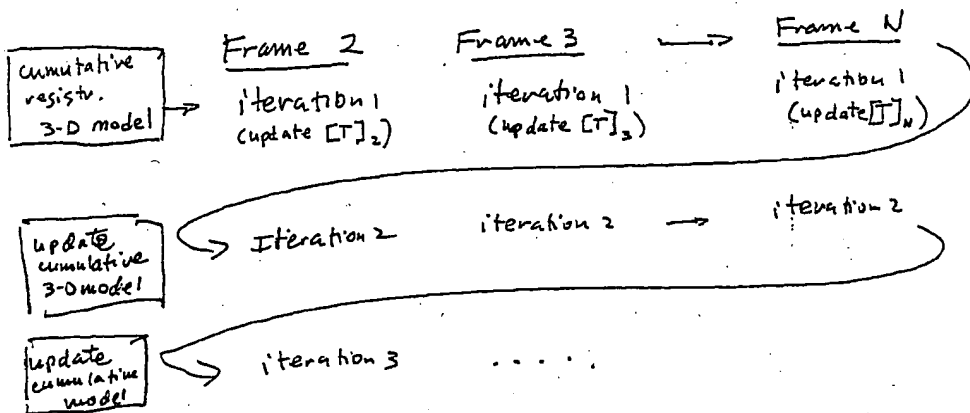 cumutative
registr.
3-D model
Frame 2
iteration 1
(update [T]₂)
Frame 3
iteration 1
(update [T]₃)
Frame N
iteration 1
(update [T]ₙ)
update
cumulative
3-D model
Iteration 2
iteration 2
iteration 2
update
cumulative
model
iteration 3
. . . . .